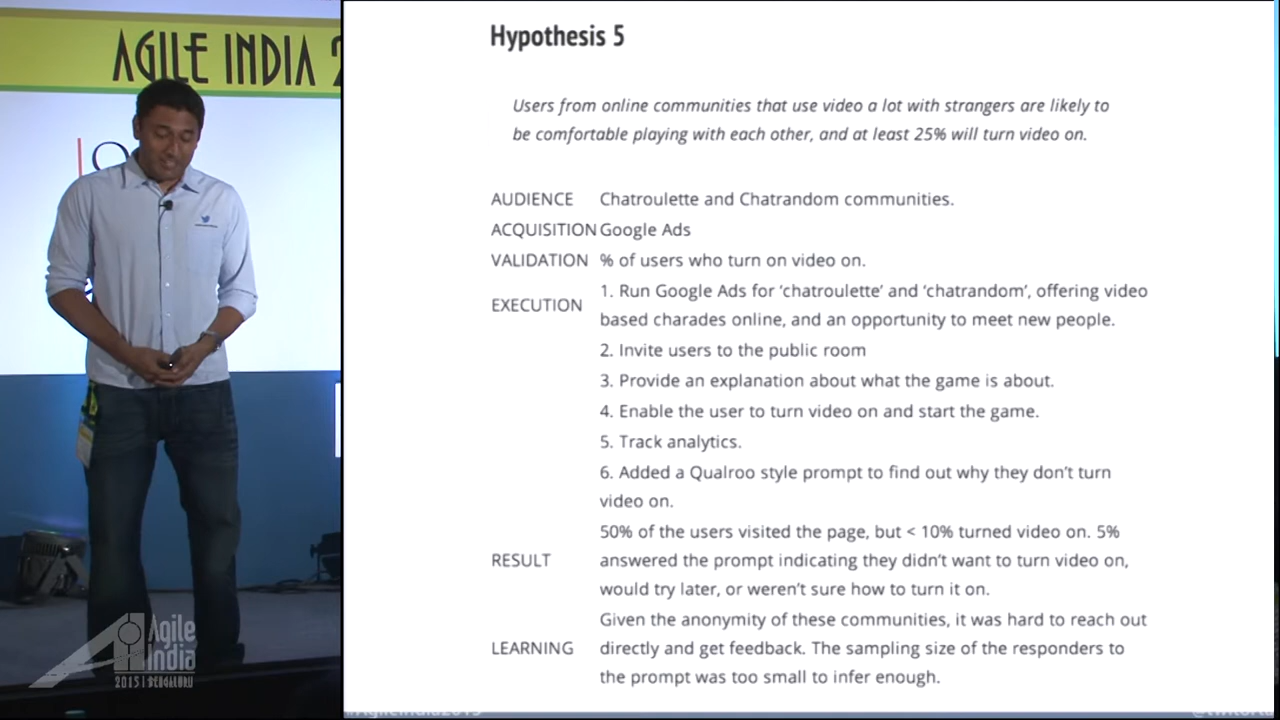 AGILE INDIA 2
Hypothesis 5
Users from online communities that use video a lot with strangers are likely to
be comfortable playing with each other, and at least 25% will turn video on.
AUDIENCE Chatroulette and Chatrandom communities.
ACQUISITION Google Ads
VALIDATION % of users who turn on video on.
EXECUTION 1. Run Google Ads for ‘chatroulette’ and ‘chatrandom’, offering video
based charades online, and an opportunity to meet new people.
2. Invite users to the public room
3. Provide an explanation about what the game is about.
4. Enable the user to turn video on and start the game.
5. Track analytics.
6. Added a Qualroo style prompt to find out why they don’t turn
video on.
RESULT 50% of the users visited the page, but < 10% turned video on. 5%
answered the prompt indicating they didn’t want to turn video on,
would try later, or weren’t sure how to turn it on.
LEARNING Given the anonymity of these communities, it was hard to reach out
directly and get feedback. The sampling size of the responders to
the prompt was too small to infer enough.
Agile
India
2015 | BENGALURU